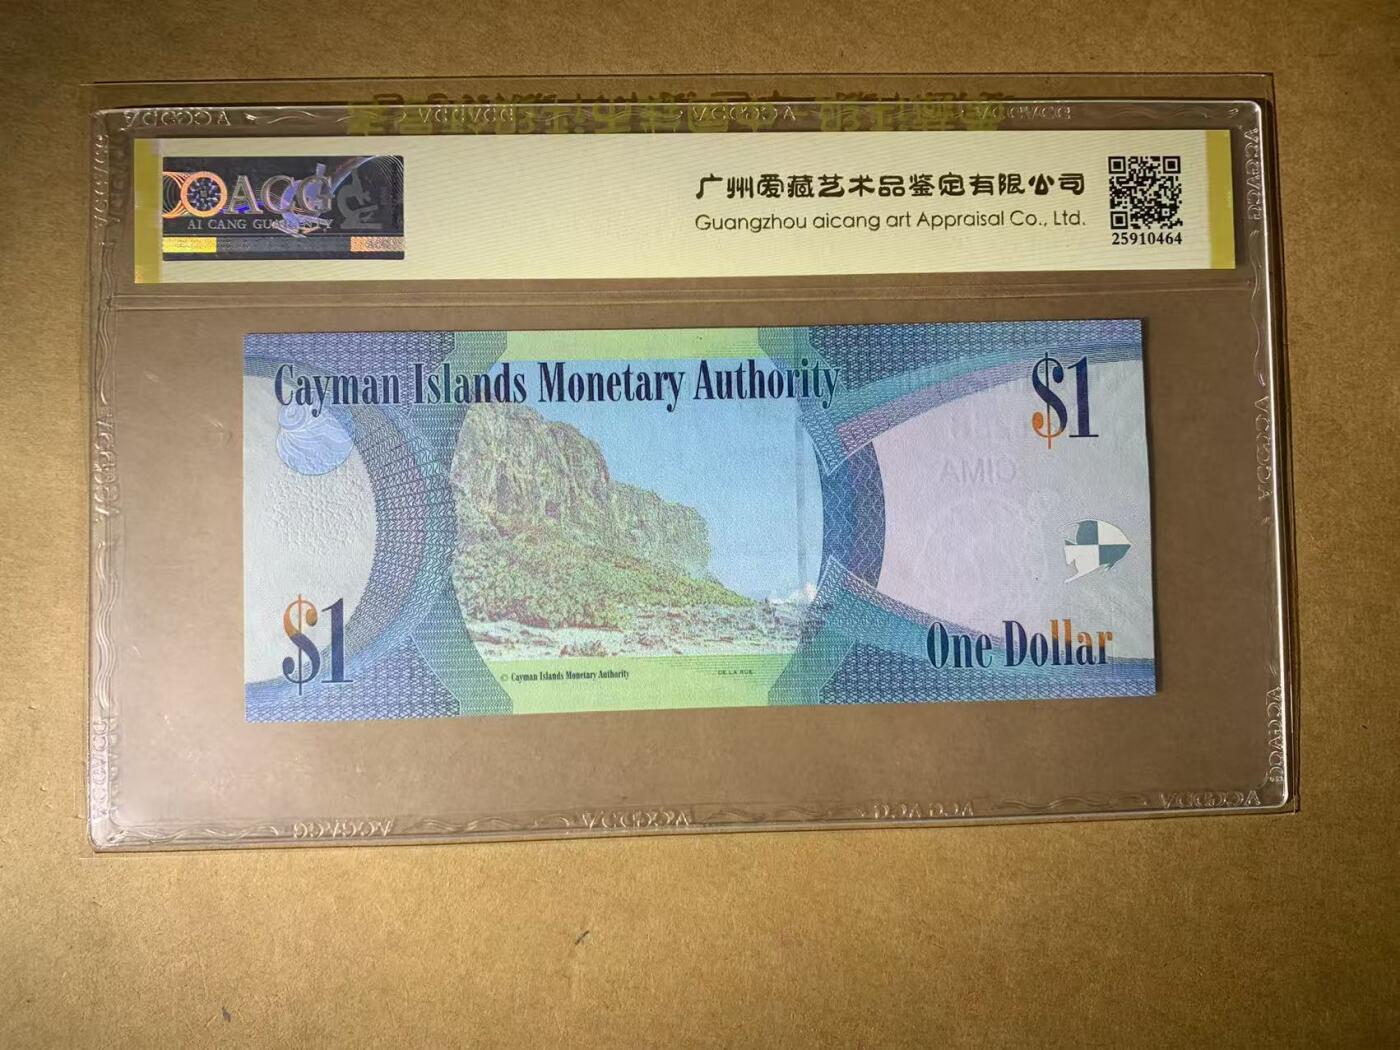 ACG
AI CANG GUARANTY
广州爱藏艺术品鉴定有限公司
Guangzhou aicang art Appraisal Co., Ltd.
25910464
Cayman Islands Monetary Authority
$1
CIMA
$1
One Dollar
© Cayman Islands Monetary Authority
DE LA RUE